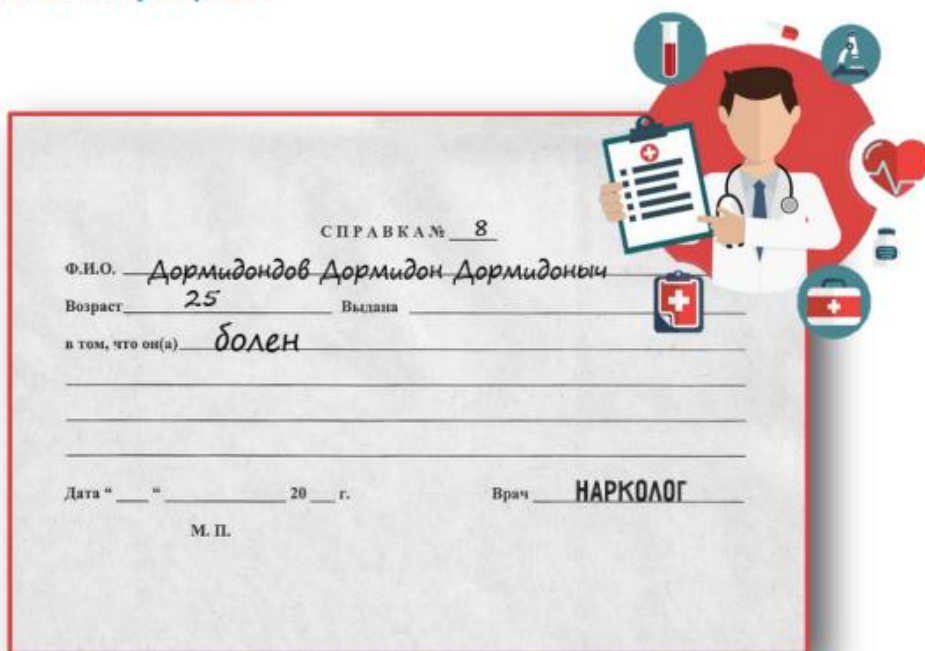 СПРАВКА № 8
Ф.И.О. Дормидондов Дормидон Дормидоныч
Возраст 25 Выдана
в том, что он(а) болен
Дата “ “ 20 г. Врач НАРКОЛОГ
М. П.